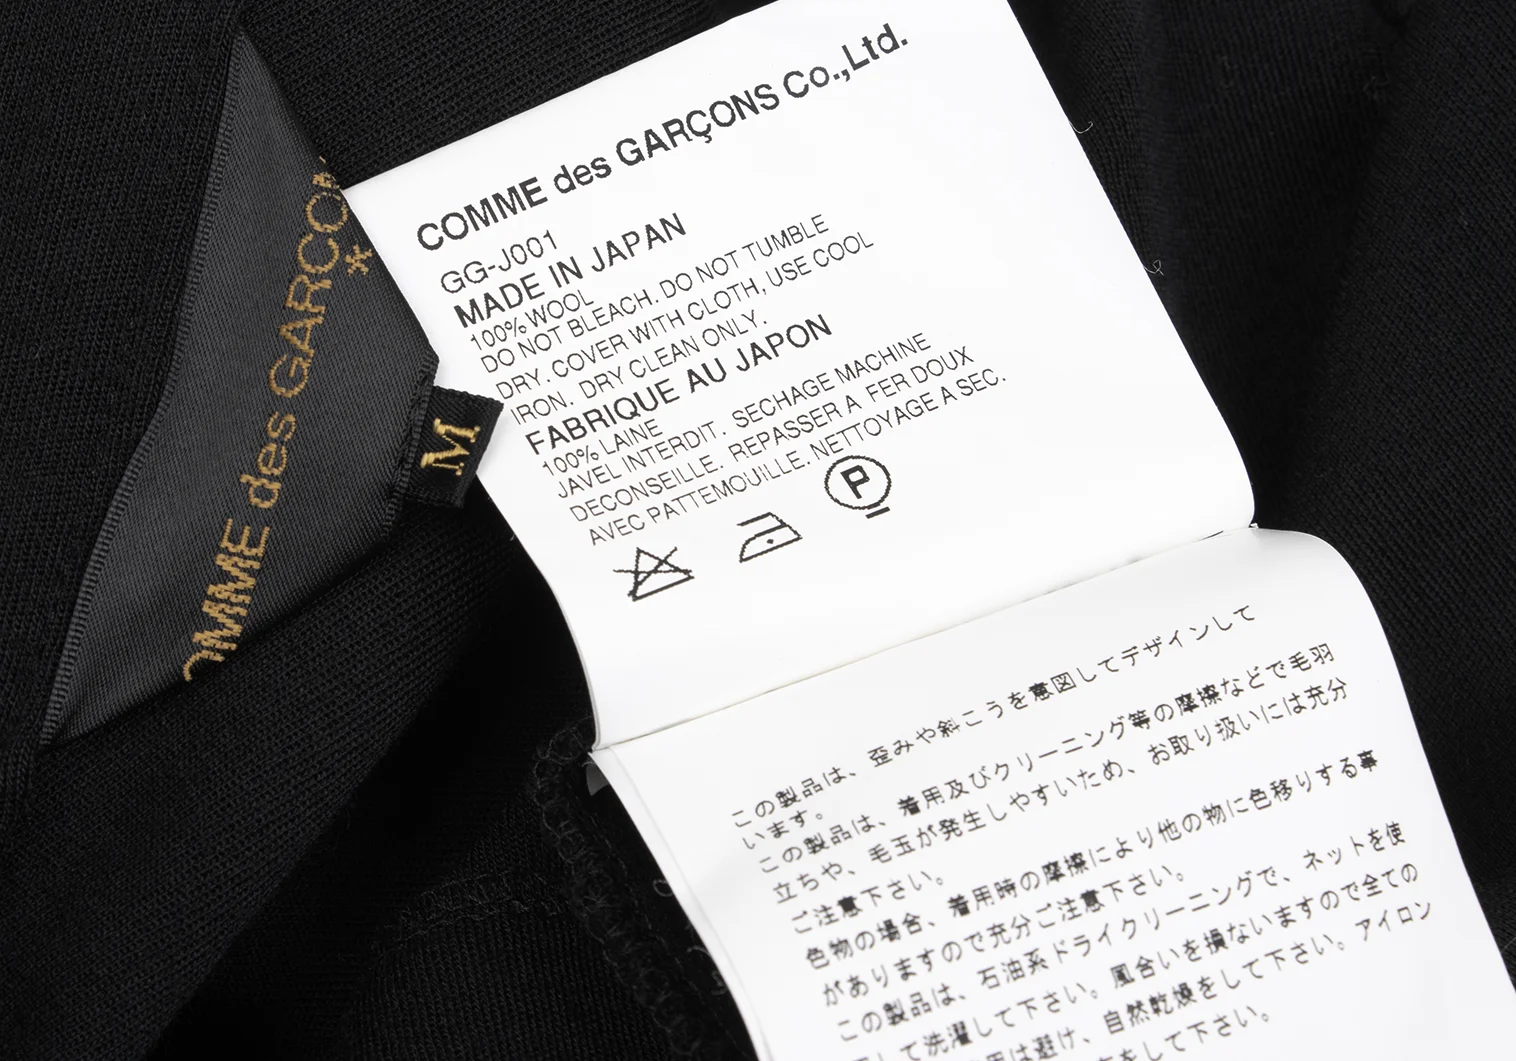 COMME des GARÇON
*
M
COMME des GARÇONS Co.,Ltd.
GG-J001
MADE IN JAPAN
100% WOOL
DO NOT BLEACH. DO NOT TUMBLE
DRY. COVER WITH CLOTH, USE COOL
IRON. DRY CLEAN ONLY.
FABRIQUE AU JAPON
100% LAINE
JAVEL INTERDIT. SECHAGE MACHINE
DECONSEILLE. REPASSER A FER DOUX
AVEC PATTEMOUILLE. NETTOYAGE A SEC.
P
この製品は、歪みや斜こうを意図してデザインして
います。
この製品は、着用及びクリーニング等の摩擦などで毛羽
立ちや、毛玉が発生しやすいため、お取り扱いには充分
ご注意下さい。
色物の場合、着用時の摩擦により他の物に色移りする事
がありますので充分ご注意下さい。
この製品は、石油系ドライクリーニングで、ネットを使
して洗濯して下さい。風合いを損ないますので全ての
は避け、自然乾燥をして下さい。アイロン
をして下さい。